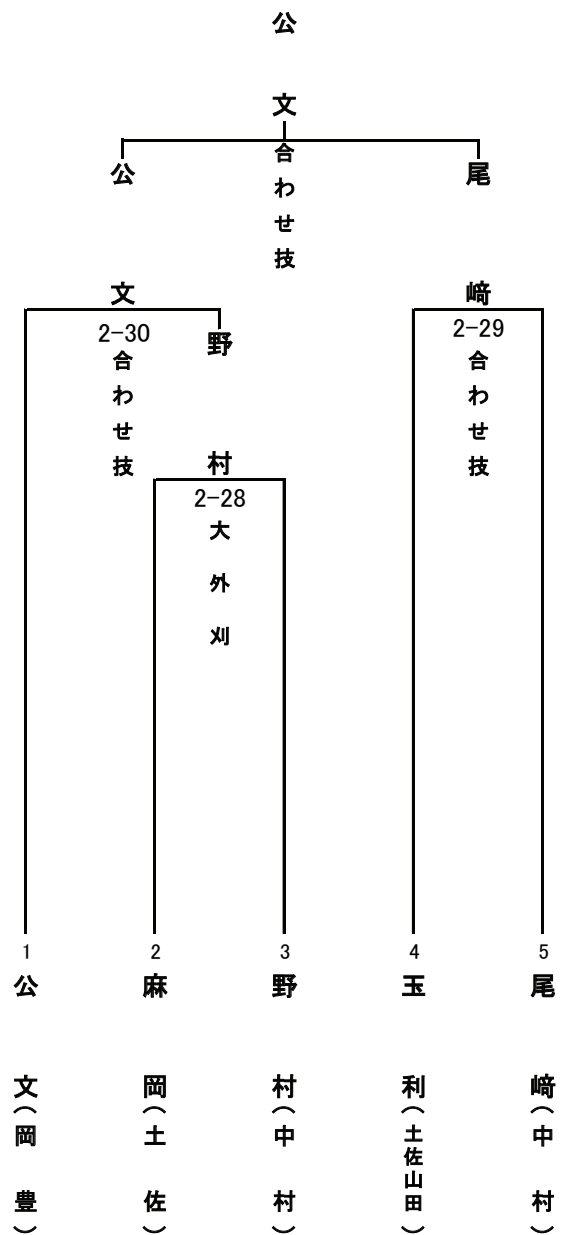 公文
合わせ技
公文
尾﨑
2-30
合わせ技
野村
2-29
合わせ技
2-28
大外刈
1
2
3
4
5
公文(岡豊)
麻岡(土佐)
野村(中村)
玉利(土佐山田)
尾﨑(中村)